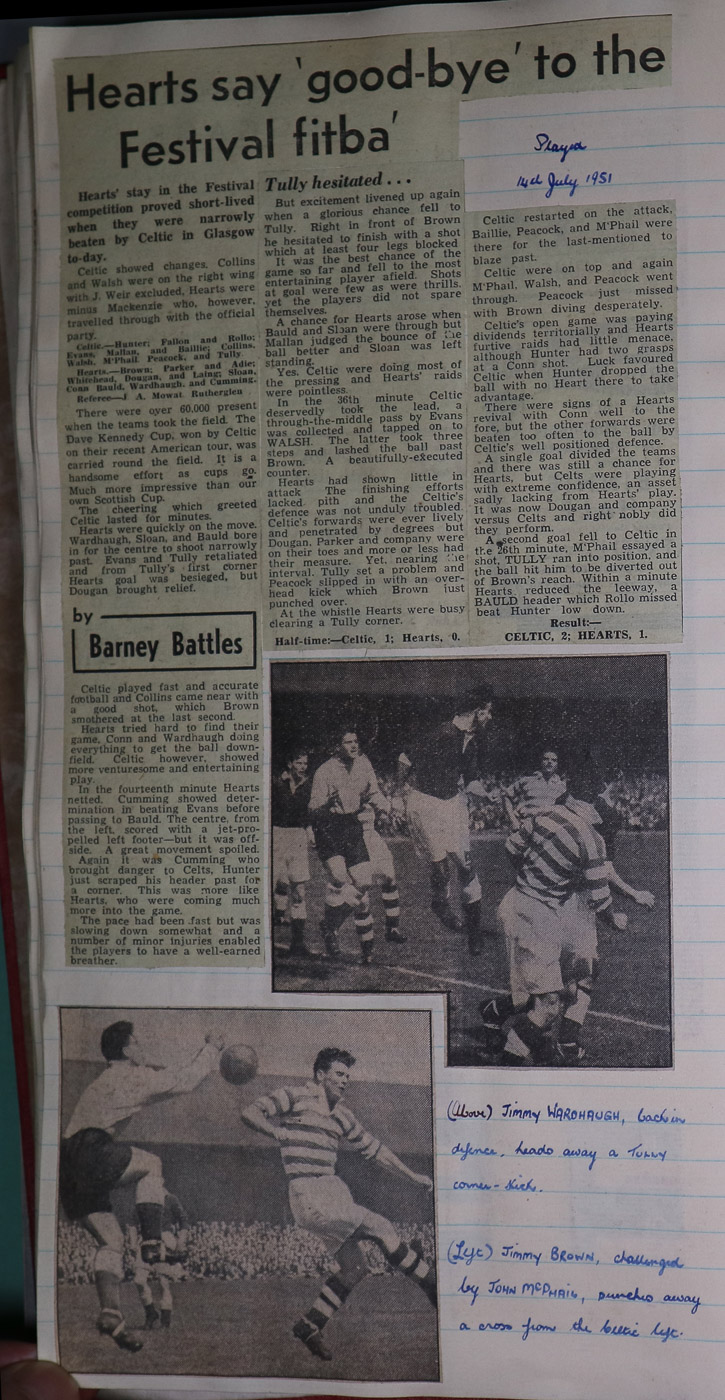 Hearts say 'good-bye' to the
Festival fitba'
Played
14th July 1951
Hearts' stay in the Festival
competition proved short-lived
when they were narrowly
beaten by Celtic in Glasgow
to-day.
Celtic showed changes. Collins
and Walsh were on the right wing
with J. Weir excluded, Hearts were
minus Mackenzie who, however,
travelled through with the official
party.
Celtic.—Hunter; Fallon and Rollo;
Evans, Mallan, and Baillie; Collins,
Walsh, M'Phail, Peacock, and Tully
Hearts.—Brown; Parker and Adie;
Whitehead, Dougan, and Laing; Sloan,
Conn Bauld, Wardhaugh, and Cumming.
Referee—J A. Mowat Rutherglen
There were over 60,000 present
when the teams took the field. The
Dave Kennedy Cup, won by Celtic
on their recent American tour, was
carried round the field. It is a
handsome effort as cups go.
Much more impressive than our
own Scottish Cup.
The cheering which greeted
Celtic lasted for minutes.
Hearts were quickly on the move.
Wardhaugh, Sloan, and Bauld bore
in for the centre to shoot narrowly
past. Evans and Tully retaliated
and from Tully's first corner
Hearts goal was besieged, but
Dougan brought relief.
by
Barney Battles
Celtic played fast and accurate
football and Collins came near with
a good shot, which Brown
smothered at the last second.
Hearts tried hard to find their
game, Conn and Wardhaugh doing
everything to get the ball down-
field. Celtic however, showed
more venturesome and entertaining
play.
In the fourteenth minute Hearts
netted. Cumming showed deter-
mination in beating Evans before
passing to Bauld. The centre, from
the left, scored with a jet-pro-
pelled left footer—but it was off-
side. A great movement spoiled.
Again it was Cumming who
brought danger to Celts, Hunter
just scraped his header past for
a corner. This was more like
Hearts, who were coming much
more into the game.
The pace had been fast but was
slowing down somewhat and a
number of minor injuries enabled
the players to have a well-earned
breather.
Tully hesitated . . .
But excitement livened up again
when a glorious chance fell to
Tully. Right in front of Brown
he hesitated to finish with a shot
which at least four legs blocked
It was the best chance of the
game so far and fell to the most
entertaining player afield. Shots
at goal were few as were thrills,
yet the players did not spare
themselves.
A chance for Hearts arose when
Bauld and Sloan were through but
Mallan judged the bounce of the
ball better and Sloan was left
standing.
Yes, Celtic were doing most of
the pressing and Hearts' raids
were pointless.
In the 36th minute Celtic
deservedly took the lead, a
through-the-middle pass by Evans
was collected and tapped on to
WALSH. The latter took three
steps and lashed the ball past
Brown. A beautifully-executed
counter.
Hearts had shown little in
attack The finishing efforts
lacked pith and the Celtic's
defence was not unduly troubled.
Celtic's forwards were ever lively
and penetrated by degrees but
Dougan, Parker and company were
on their toes and more or less had
their measure. Yet, nearing the
interval, Tully set a problem and
Peacock slipped in with an over-
head kick which Brown just
punched over.
At the whistle Hearts were busy
clearing a Tully corner.
Half-time:—Celtic, 1; Hearts, 0.
Celtic restarted on the attack,
Baillie, Peacock, and M'Phail were
there for the last-mentioned to
blaze past.
Celtic were on top and again
M'Phail, Walsh, and Peacock went
through. Peacock just missed
with Brown diving desperately.
Celtic's open game was paying
dividends territorially and Hearts
furtive raids had little menace,
although Hunter had two grasps
at a Conn shot. Luck favoured
Celtic when Hunter dropped the
ball with no Heart there to take
advantage.
There were signs of a Hearts
revival with Conn well to the
fore, but the other forwards were
beaten too often to the ball by
Celtic's well positioned defence.
A single goal divided the teams
and there was still a chance for
Hearts, but Celts were playing
with extreme confidence, an asset
sadly lacking from Hearts' play.
It was now Dougan and company
versus Celts and right nobly did
they perform.
A second goal fell to Celtic in
the 26th minute, M'Phail essayed a
shot, TULLY ran into position, and
the ball hit him to be diverted out
of Brown's reach. Within a minute
Hearts reduced the leeway, a
BAULD header which Rollo missed
beat Hunter low down.
Result:—
CELTIC, 2; HEARTS, 1.
(Above) Jimmy WARDHAUGH, back in
defence, heads away a TULLY
corner-kick.
(Left) Jimmy BROWN, challenged
by JOHN McPHAIL, punches away
a cross from the Celtic left.